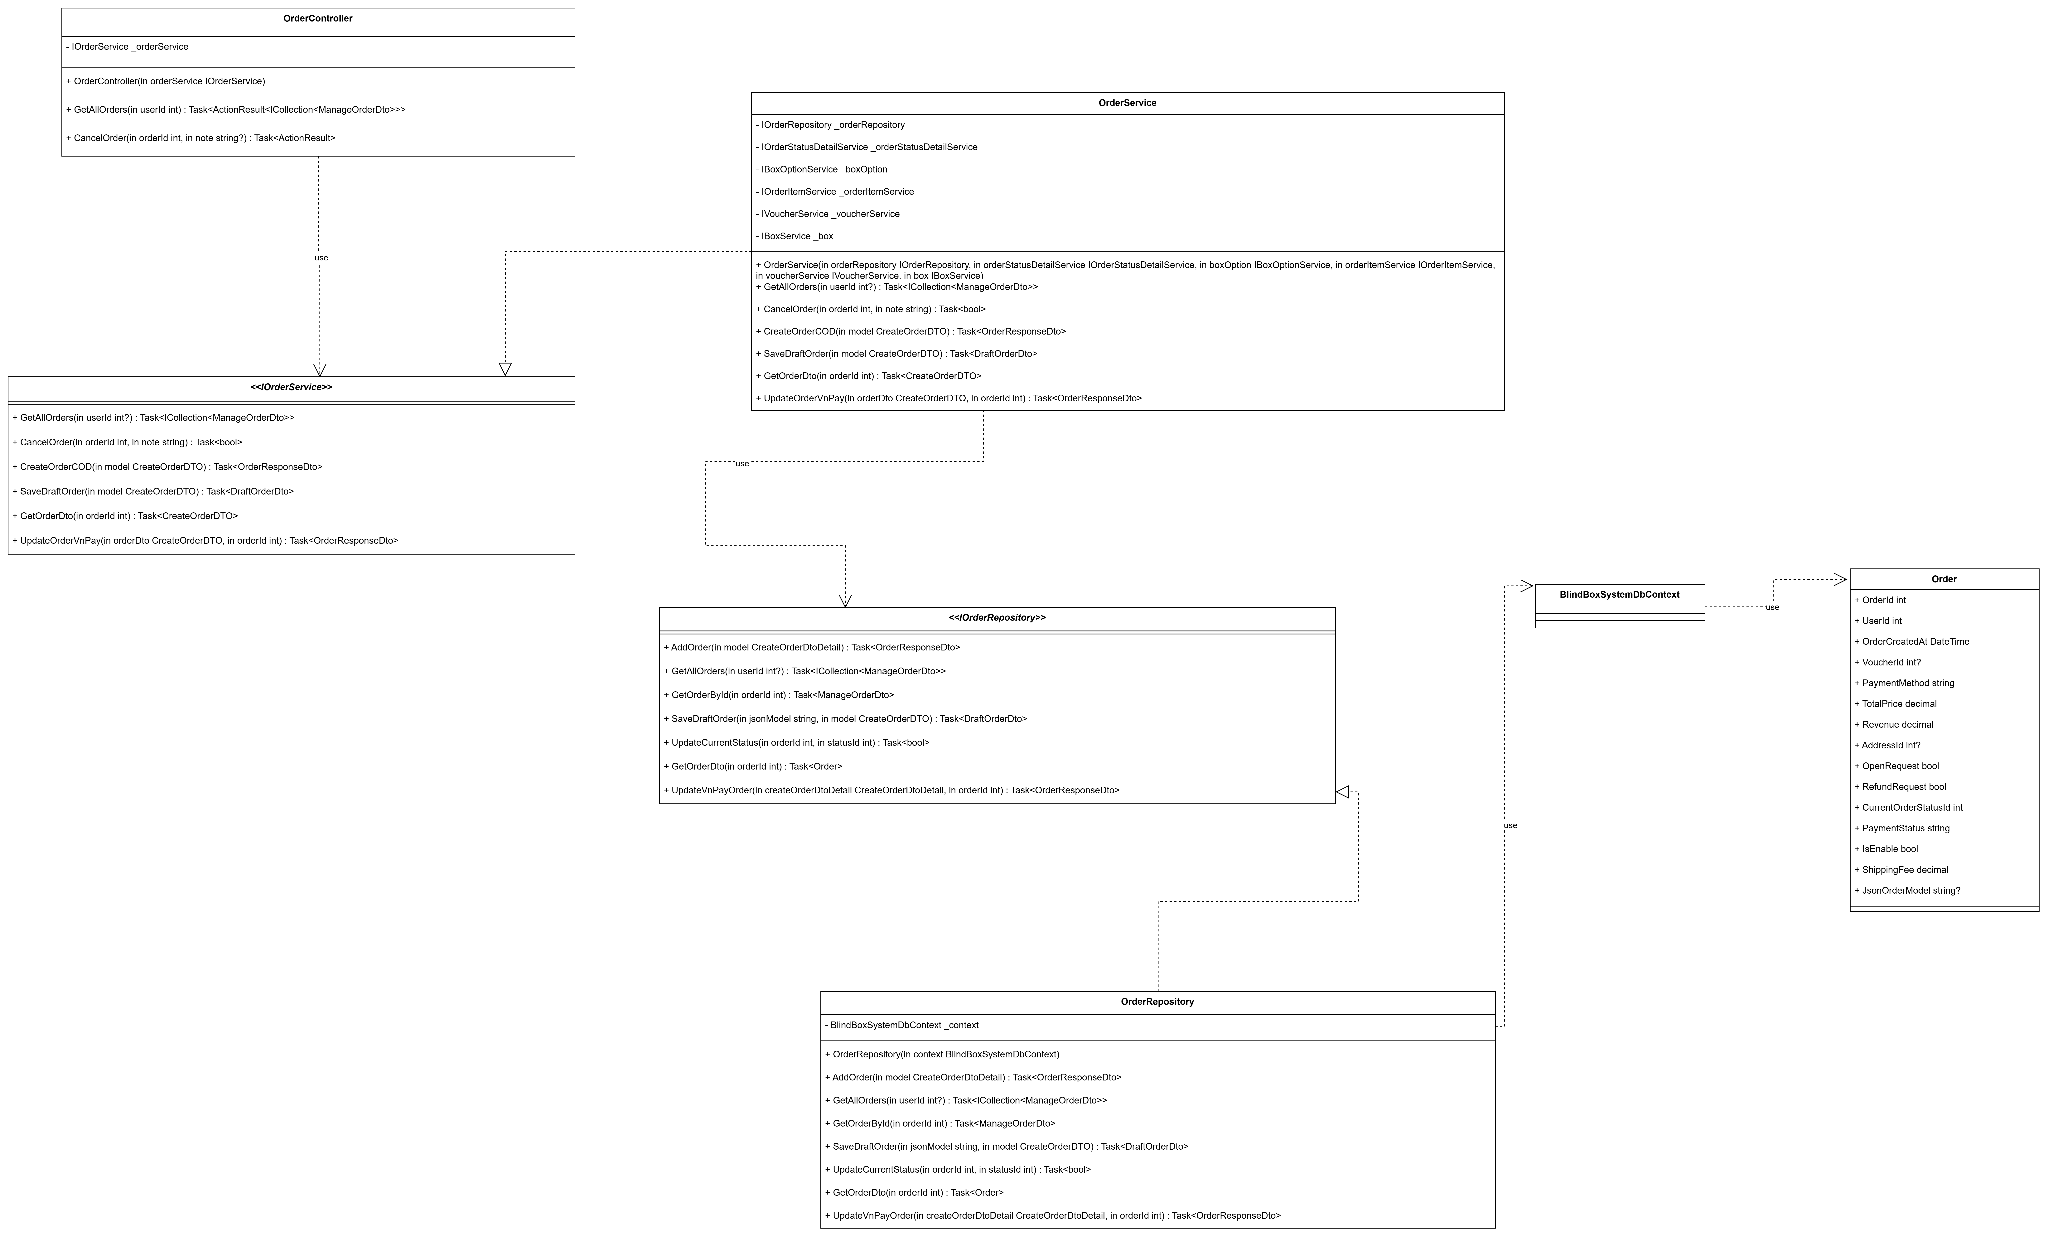 OrderController
- IOrderService _orderService
+ OrderController(in orderService IOrderService)
+ GetAllOrders(in userId int) : Task<ActionResult<ICollection<ManageOrderDto>>>
+ CancelOrder(in orderId int, in note string?) : Task<ActionResult>
use
<<IOrderService>>
+ GetAllOrders(in userId int?) : Task<ICollection<ManageOrderDto>>
+ CancelOrder(in orderId int, in note string) : Task<bool>
+ CreateOrderCOD(in model CreateOrderDTO) : Task<OrderResponseDto>
+ SaveDraftOrder(in model CreateOrderDTO) : Task<DraftOrderDto>
+ GetOrderDto(in orderId int) : Task<CreateOrderDTO>
+ UpdateOrderVnPay(in orderDto CreateOrderDTO, in orderId int) : Task<OrderResponseDto>
OrderService
- IOrderRepository _orderRepository
- IOrderStatusDetailService _orderStatusDetailService
- IBoxOptionService _boxOption
- IOrderItemService _orderItemService
- IVoucherService _voucherService
- IBoxService _box
+ OrderService(in orderRepository IOrderRepository, in orderStatusDetailService IOrderStatusDetailService, in boxOption IBoxOptionService, in orderItemService IOrderItemService,
in voucherService IVoucherService, in box IBoxService)
+ GetAllOrders(in userId int?) : Task<ICollection<ManageOrderDto>>
+ CancelOrder(in orderId int, in note string) : Task<bool>
+ CreateOrderCOD(in model CreateOrderDTO) : Task<OrderResponseDto>
+ SaveDraftOrder(in model CreateOrderDTO) : Task<DraftOrderDto>
+ GetOrderDto(in orderId int) : Task<CreateOrderDTO>
+ UpdateOrderVnPay(in orderDto CreateOrderDTO, in orderId int) : Task<OrderResponseDto>
use
<<IOrderRepository>>
+ AddOrder(in model CreateOrderDtoDetail) : Task<OrderResponseDto>
+ GetAllOrders(in userId int?) : Task<ICollection<ManageOrderDto>>
+ GetOrderById(in orderId int) : Task<ManageOrderDto>
+ SaveDraftOrder(in jsonModel string, in model CreateOrderDTO) : Task<DraftOrderDto>
+ UpdateCurrentStatus(in orderId int, in statusId int) : Task<bool>
+ GetOrderDto(in orderId int) : Task<Order>
+ UpdateVnPayOrder(in createOrderDtoDetail CreateOrderDtoDetail, in orderId int) : Task<OrderResponseDto>
OrderRepository
- BlindBoxSystemDbContext _context
+ OrderRepository(in context BlindBoxSystemDbContext)
+ AddOrder(in model CreateOrderDtoDetail) : Task<OrderResponseDto>
+ GetAllOrders(in userId int?) : Task<ICollection<ManageOrderDto>>
+ GetOrderById(in orderId int) : Task<ManageOrderDto>
+ SaveDraftOrder(in jsonModel string, in model CreateOrderDTO) : Task<DraftOrderDto>
+ UpdateCurrentStatus(in orderId int, in statusId int) : Task<bool>
+ GetOrderDto(in orderId int) : Task<Order>
+ UpdateVnPayOrder(in createOrderDtoDetail CreateOrderDtoDetail, in orderId int) : Task<OrderResponseDto>
use
BlindBoxSystemDbContext
use
Order
+ OrderId int
+ UserId int
+ OrderCreatedAt DateTime
+ VoucherId int?
+ PaymentMethod string
+ TotalPrice decimal
+ Revenue decimal
+ AddressId int?
+ OpenRequest bool
+ RefundRequest bool
+ CurrentOrderStatusId int
+ PaymentStatus string
+ IsEnable bool
+ ShippingFee decimal
+ JsonOrderModel string?